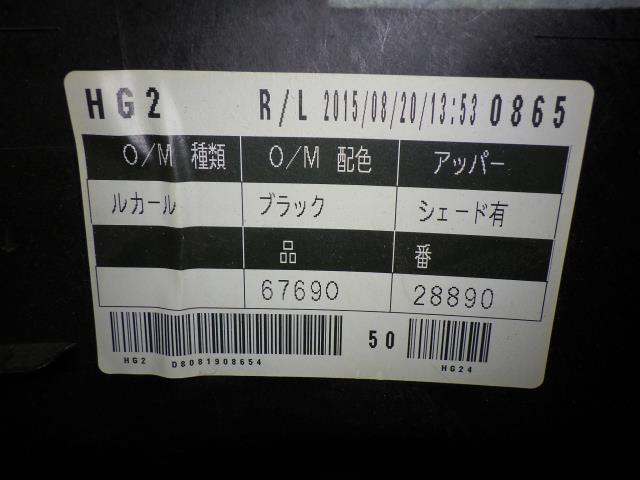 HG2 R/L 2015/08/20/13:53 0865
O/M 種類 O/M 配色 アッパー
ルカール ブラック シェード有
品 番
67690 28890
50
HG2 D8081908654 HG24